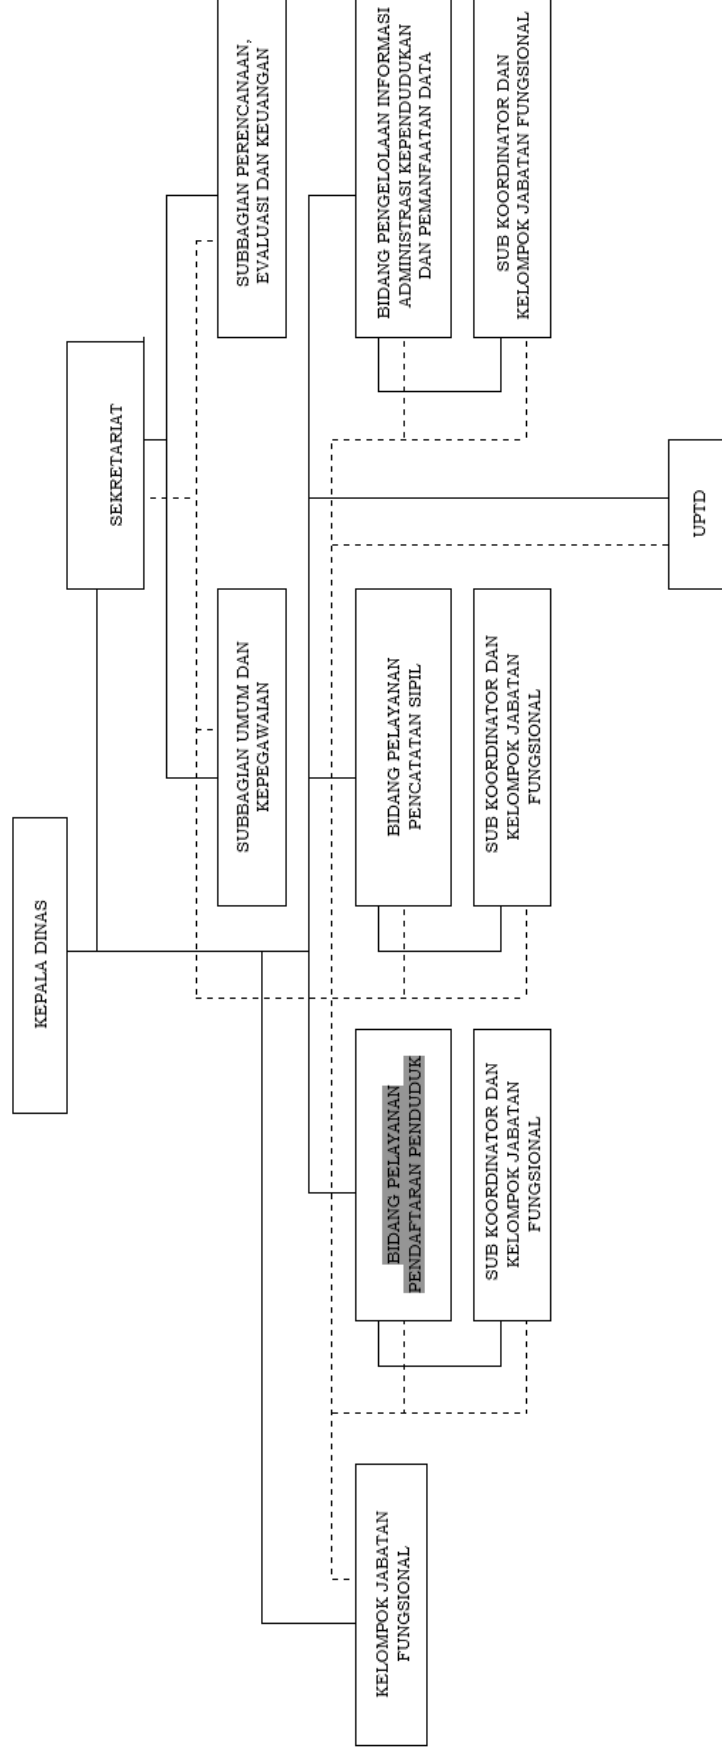 KEPALA DINAS
SEKRETARIAT
SUBBAGIAN UMUM DAN
KEPEGAWAIAN
SUBBAGIAN PERENCANAAN,
EVALUASI DAN KEUANGAN
KELOMPOK JABATAN
FUNGSIONAL
BIDANG PELAYANAN
PENDAFTARAN PENDUDUK
BIDANG PELAYANAN
PENCATATAN SIPIL
BIDANG PENGELOLAAN INFORMASI
ADMINISTRASI KEPENDUDUKAN
DAN PEMANFAATAN DATA
SUB KOORDINATOR DAN
KELOMPOK JABATAN
FUNGSIONAL
SUB KOORDINATOR DAN
KELOMPOK JABATAN
FUNGSIONAL
SUB KOORDINATOR DAN
KELOMPOK JABATAN FUNGSIONAL
UPTD